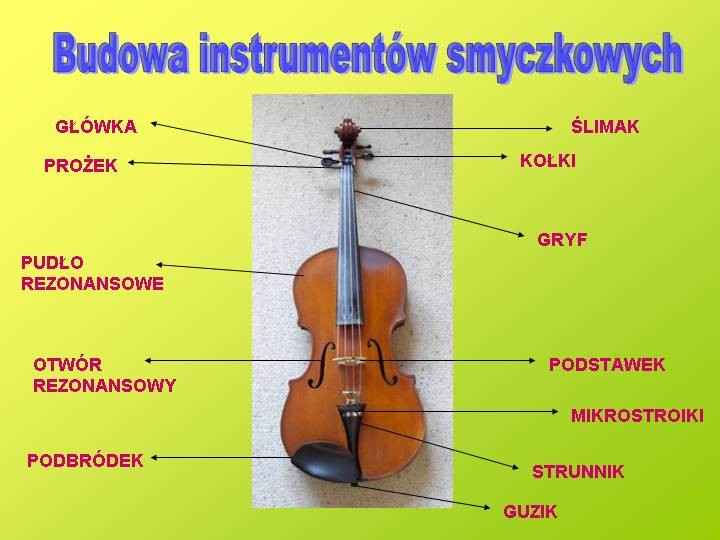 Budowa instrumentów smyczkowych
GŁÓWKA
ŚLIMAK
PROŻEK
KOŁKI
GRYF
PUDŁO
REZONANSOWE
OTWÓR
REZONANSOWY
PODSTAWEK
MIKROSTROIKI
PODBRÓDEK
STRUNNIK
GUZIK